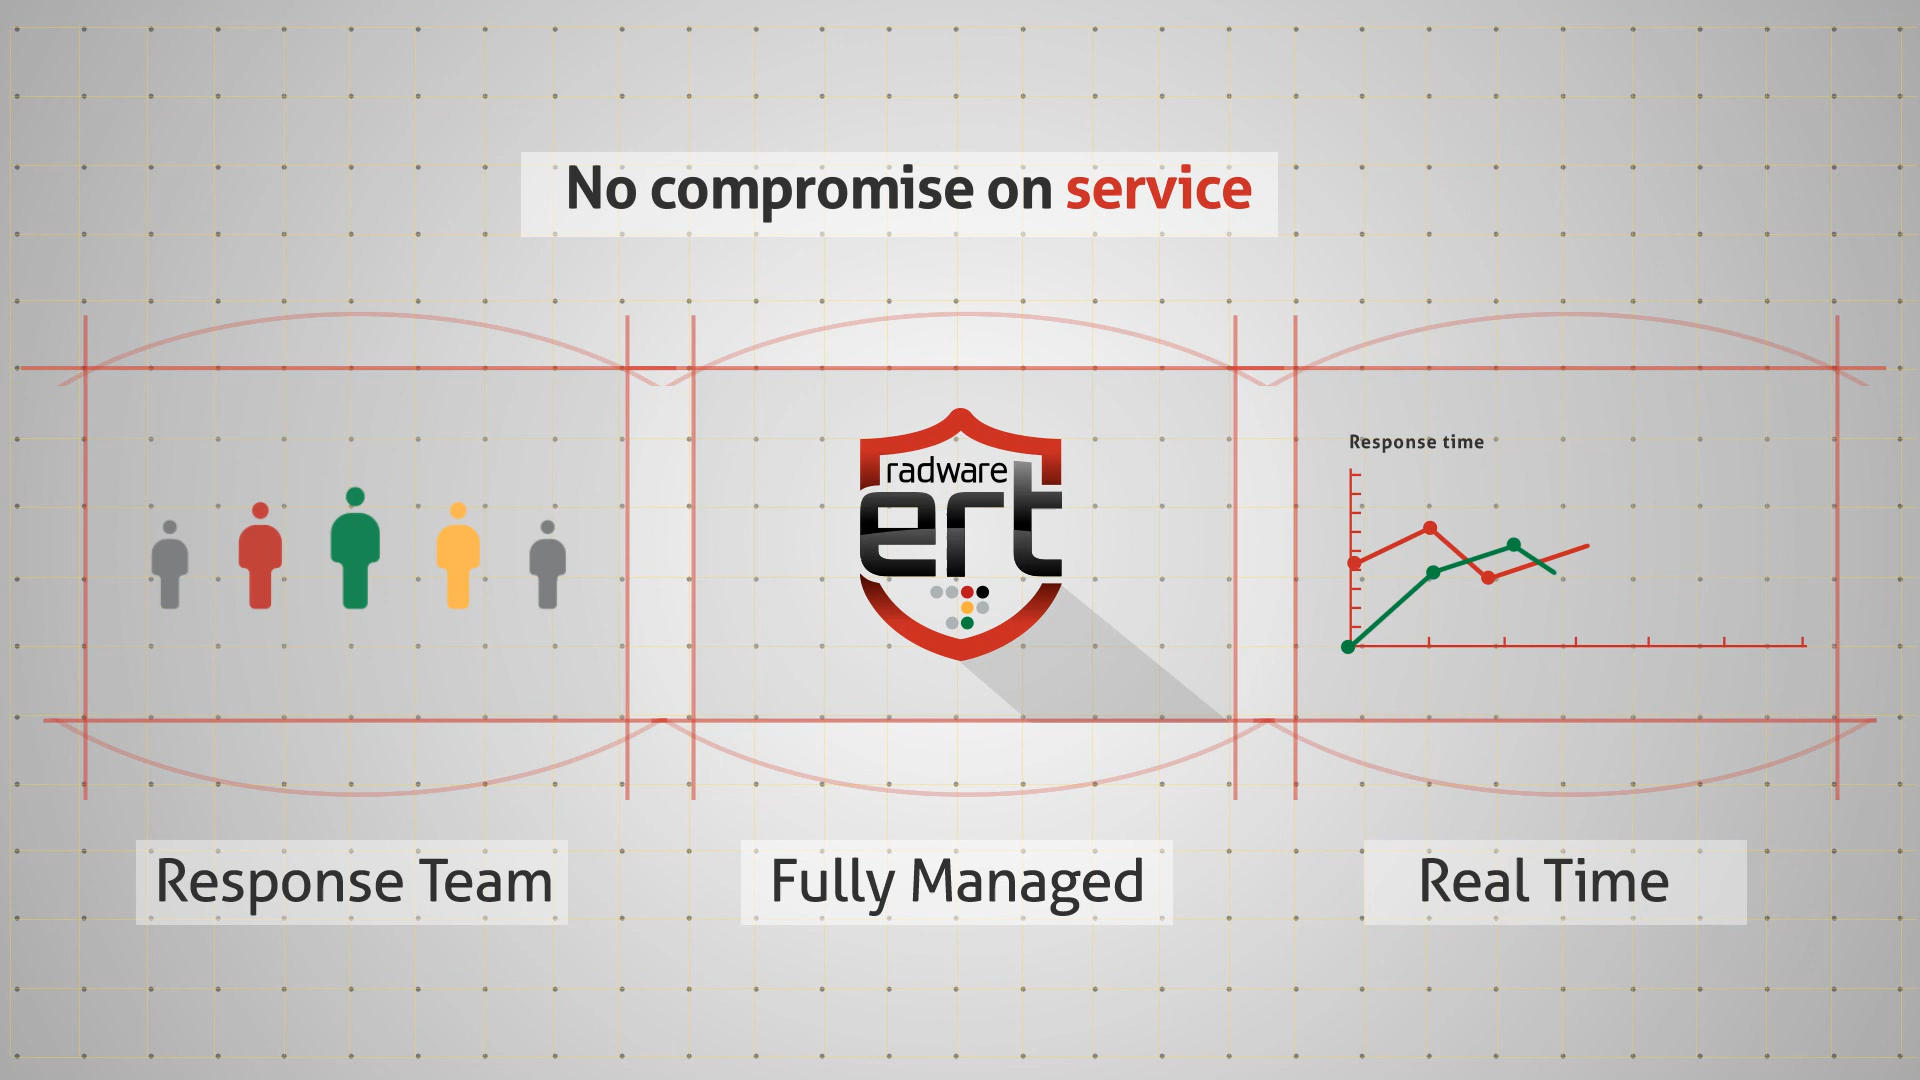 No compromise on service
radware
ert
Response time
Response Team
Fully Managed
Real Time